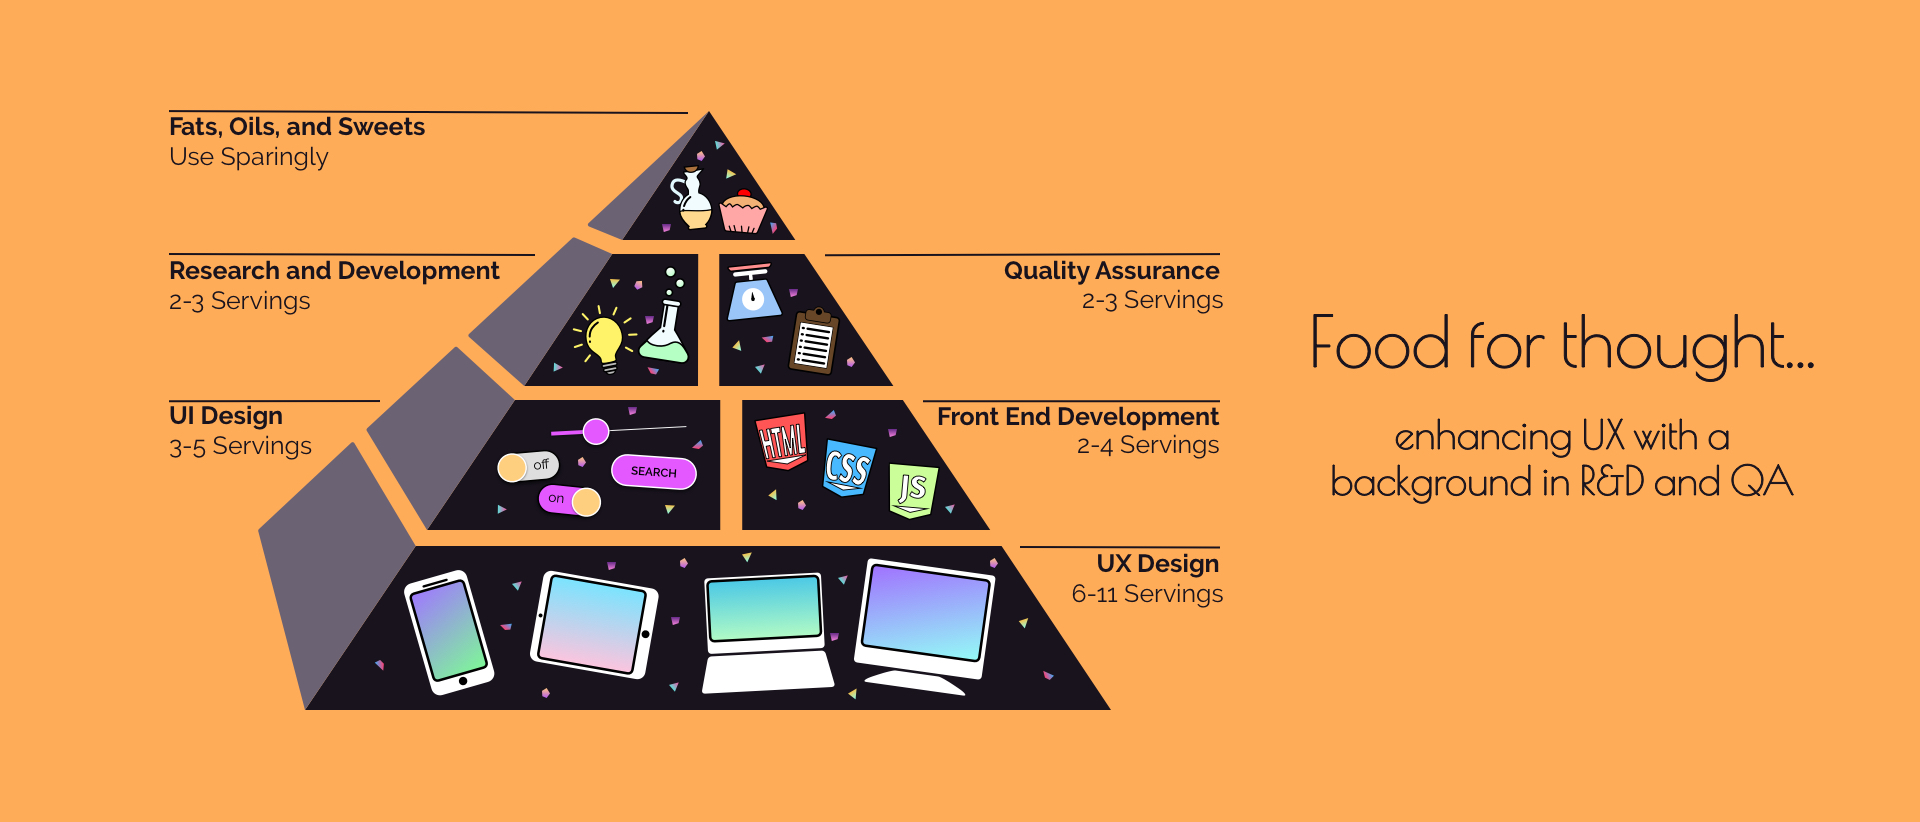 Fats, Oils, and Sweets
Use Sparingly
Research and Development
2-3 Servings
Quality Assurance
2-3 Servings
UI Design
3-5 Servings
off
on
SEARCH
HTML
CSS
JS
Front End Development
2-4 Servings
UX Design
6-11 Servings
Food for thought...
enhancing UX with a
background in R&D and QA